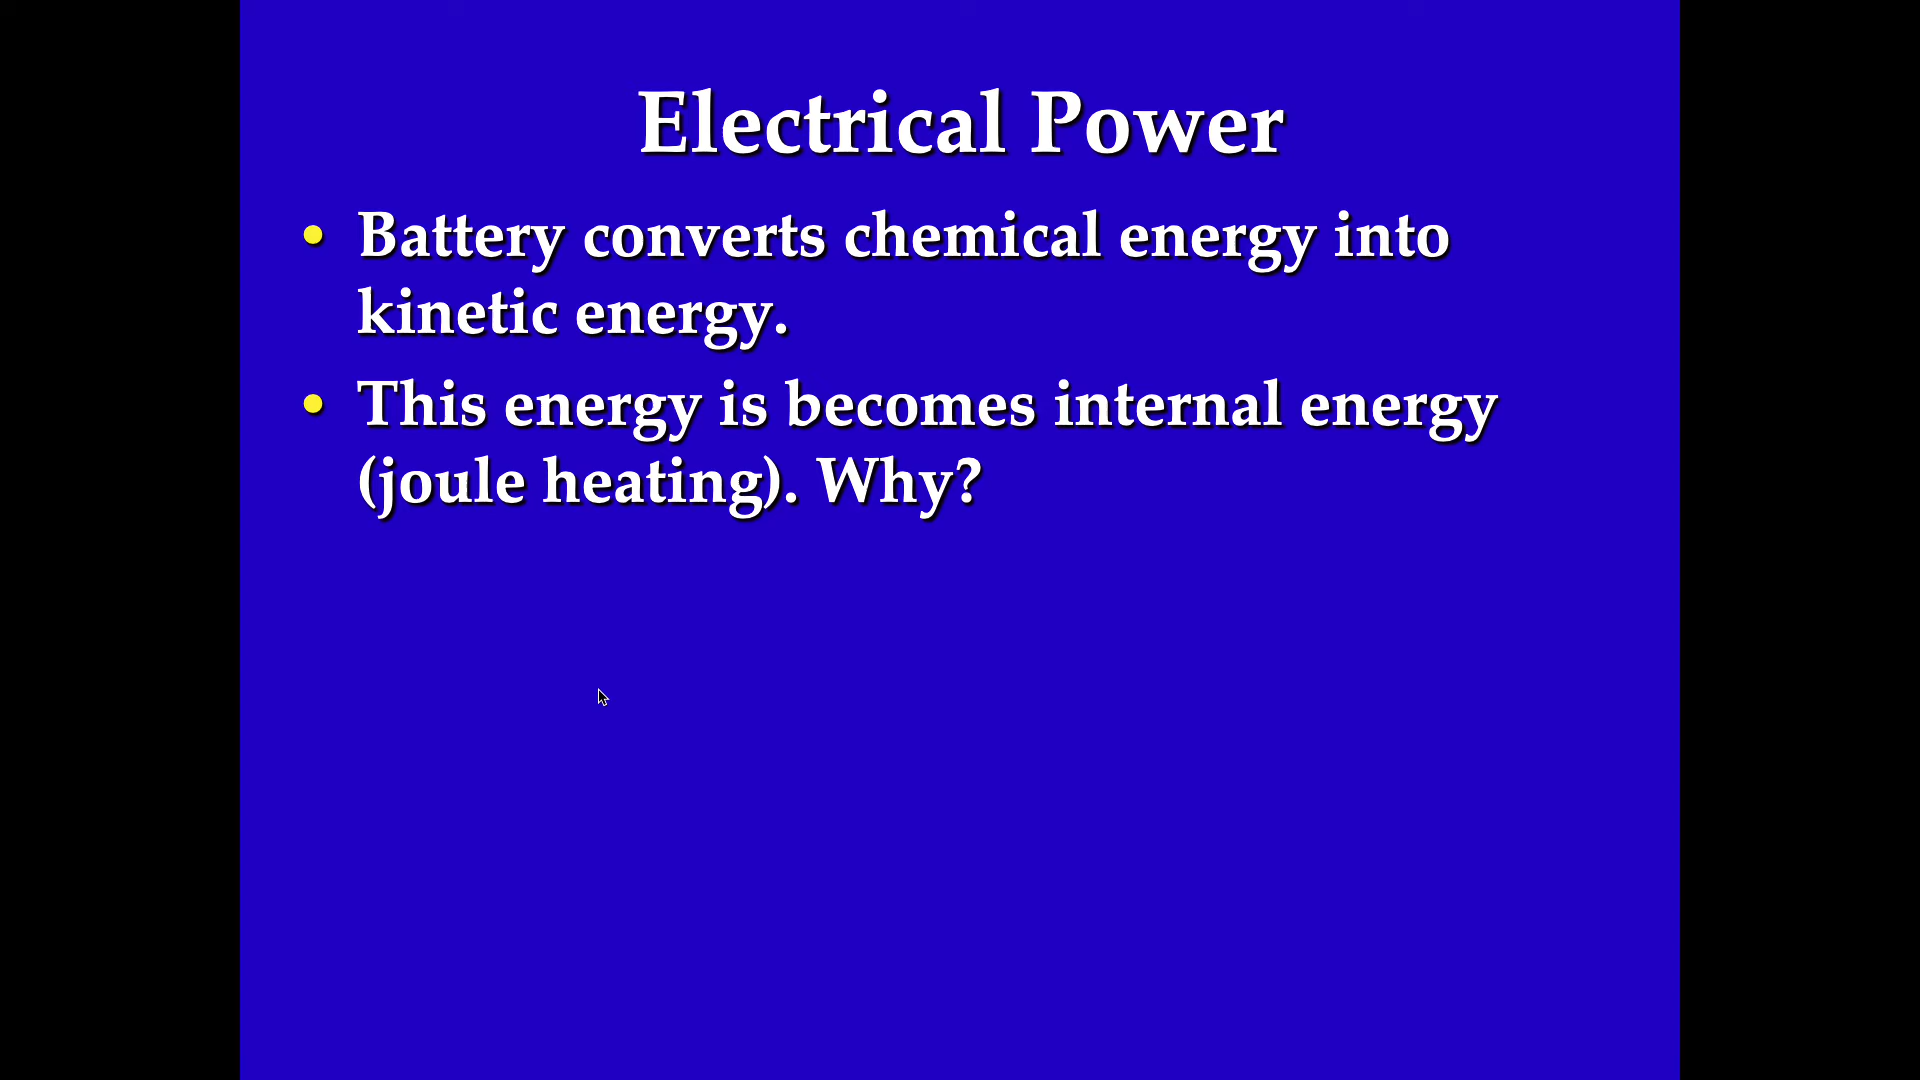 Electrical Power
• Battery converts chemical energy into
kinetic energy.
• This energy is becomes internal energy
(joule heating). Why?